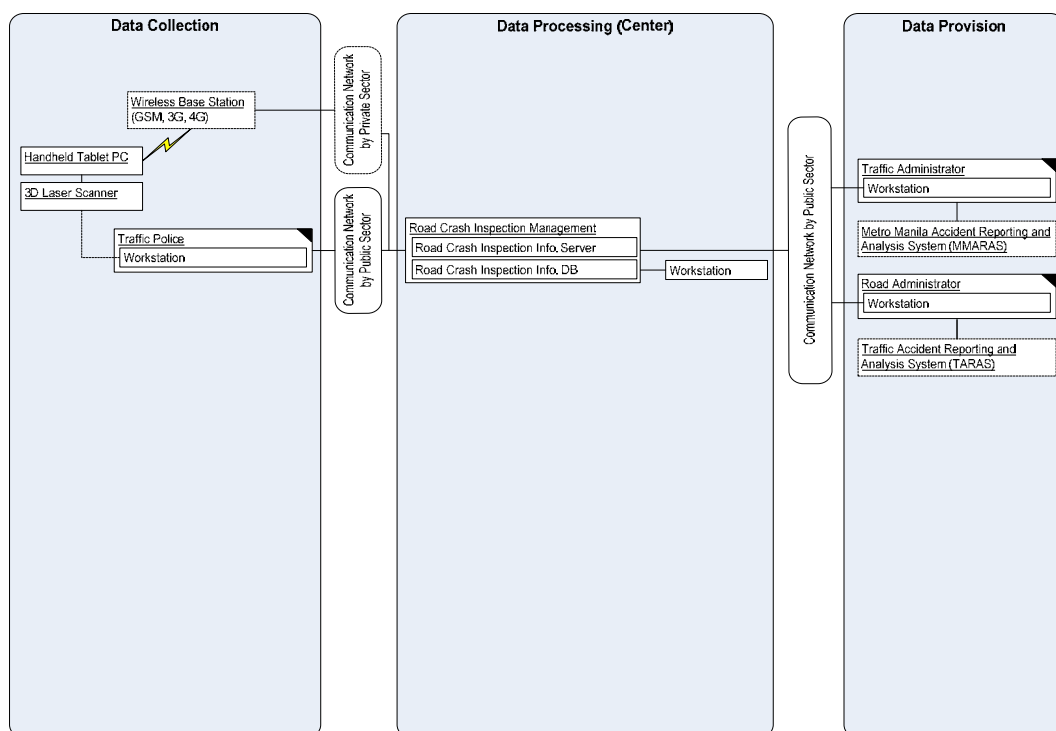 Data Collection
Wireless Base Station
(GSM, 3G, 4G)
Handheld Tablet PC
3D Laser Scanner
Traffic Police
Workstation
Communication Network
by Private Sector
Communication Network
by Public Sector
Data Processing (Center)
Road Crash Inspection Management
Road Crash Inspection Info. Server
Road Crash Inspection Info. DB
Workstation
Communication Network by Public Sector
Data Provision
Traffic Administrator
Workstation
Metro Manila Accident Reporting and
Analysis System (MMARAS)
Road Administrator
Workstation
Traffic Accident Reporting and
Analysis System (TARAS)